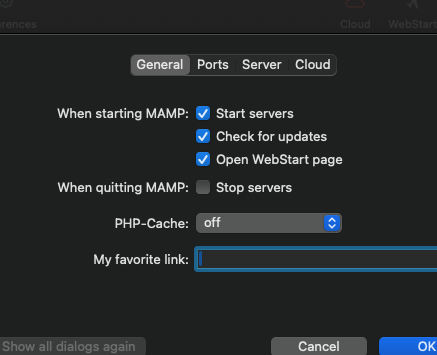 erences
Cloud
WebStart
General Ports Server Cloud
When starting MAMP: Start servers
Check for updates
Open WebStart page
When quitting MAMP: Stop servers
PHP-Cache: off
My favorite link:
Show all dialogs again Cancel OK